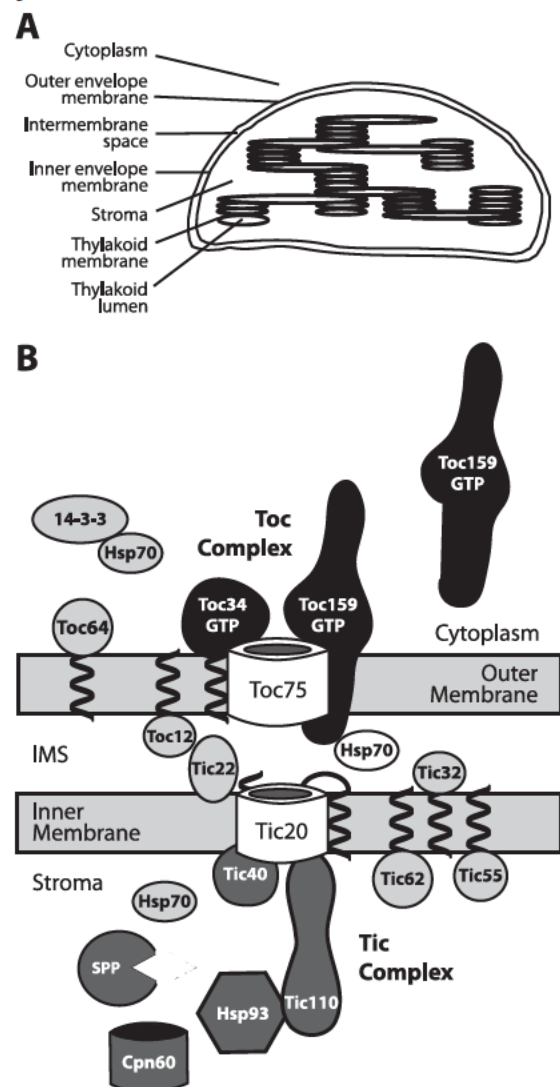 A
Cytoplasm
Outer envelope
membrane
Intermembrane
space
Inner envelope
membrane
Stroma
Thylakoid
membrane
Thylakoid
lumen
B
Toc159
GTP
14-3-3
Hsp70
Toc
Complex
Toc34
GTP
Toc159
GTP
Toc64
Cytoplasm
Toc75
Outer
Membrane
Toc12
IMS
Hsp70
Tic22
Tic32
Inner
Membrane
Tic20
Stroma
Tic40
Tic62
Tic55
Hsp70
SPP
Tic
Complex
Hsp93
Tic110
Cpn60